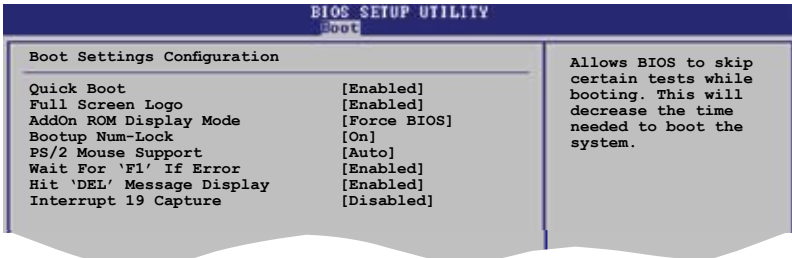 BIOS SETUP UTILITY
Boot
Boot Settings Configuration
Quick Boot [Enabled]
Full Screen Logo [Enabled]
AddOn ROM Display Mode [Force BIOS]
Bootup Num-Lock [On]
PS/2 Mouse Support [Auto]
Wait For ‘F1’ If Error [Enabled]
Hit ‘DEL’ Message Display [Enabled]
Interrupt 19 Capture [Disabled]
Allows BIOS to skip
certain tests while
booting. This will
decrease the time
needed to boot the
system.